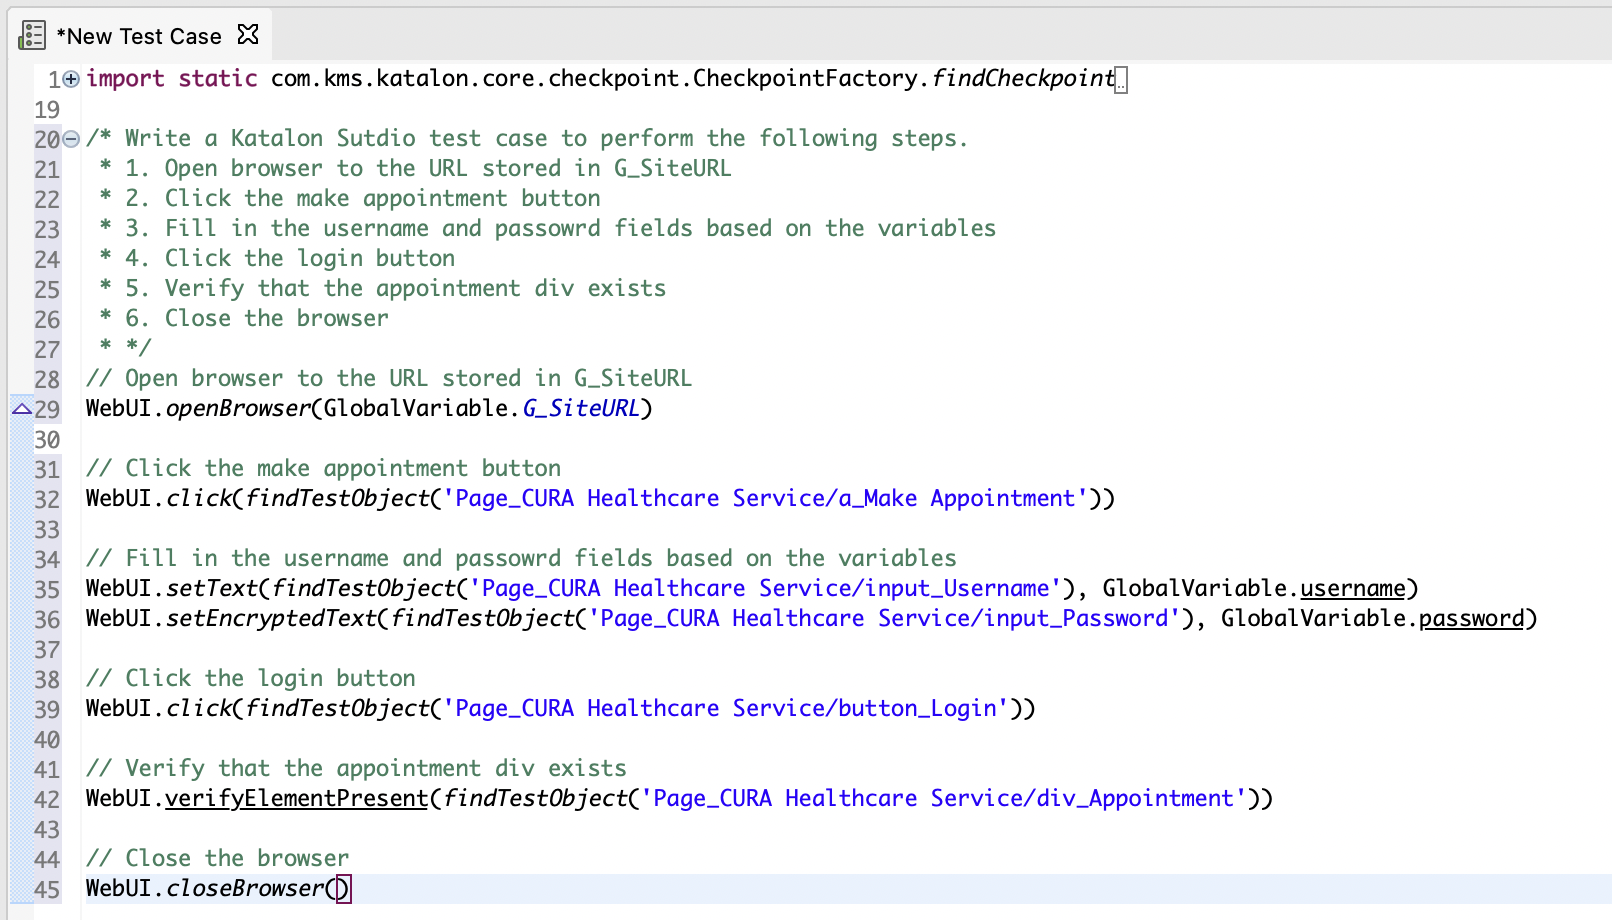 *New Test Case
1 import static com.kms.katalon.core.checkpoint.CheckpointFactory.findCheckpoint..
19
20 /* Write a Katalon Sutdio test case to perform the following steps.
21  * 1. Open browser to the URL stored in G_SiteURL
22  * 2. Click the make appointment button
23  * 3. Fill in the username and passowrd fields based on the variables
24  * 4. Click the login button
25  * 5. Verify that the appointment div exists
26  * 6. Close the browser
27  * */
28 // Open browser to the URL stored in G_SiteURL
29 WebUI.openBrowser(GlobalVariable.G_SiteURL)
30
31 // Click the make appointment button
32 WebUI.click(findTestObject('Page_CURA Healthcare Service/a_Make Appointment'))
33
34 // Fill in the username and passowrd fields based on the variables
35 WebUI.setText(findTestObject('Page_CURA Healthcare Service/input_Username'), GlobalVariable.username)
36 WebUI.setEncryptedText(findTestObject('Page_CURA Healthcare Service/input_Password'), GlobalVariable.password)
37
38 // Click the login button
39 WebUI.click(findTestObject('Page_CURA Healthcare Service/button_Login'))
40
41 // Verify that the appointment div exists
42 WebUI.verifyElementPresent(findTestObject('Page_CURA Healthcare Service/div_Appointment'))
43
44 // Close the browser
45 WebUI.closeBrowser()